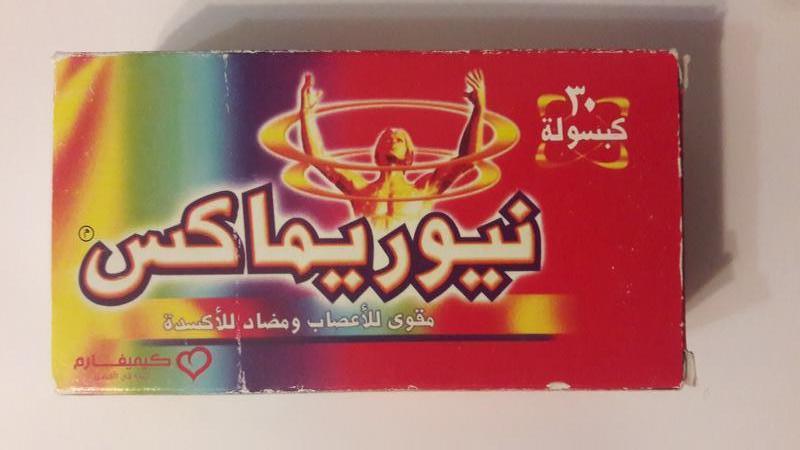 ٣٠
كبسولة
نيوريماكس
م
مقوى للأعصاب ومضاد للأكسدة
كيميفارم